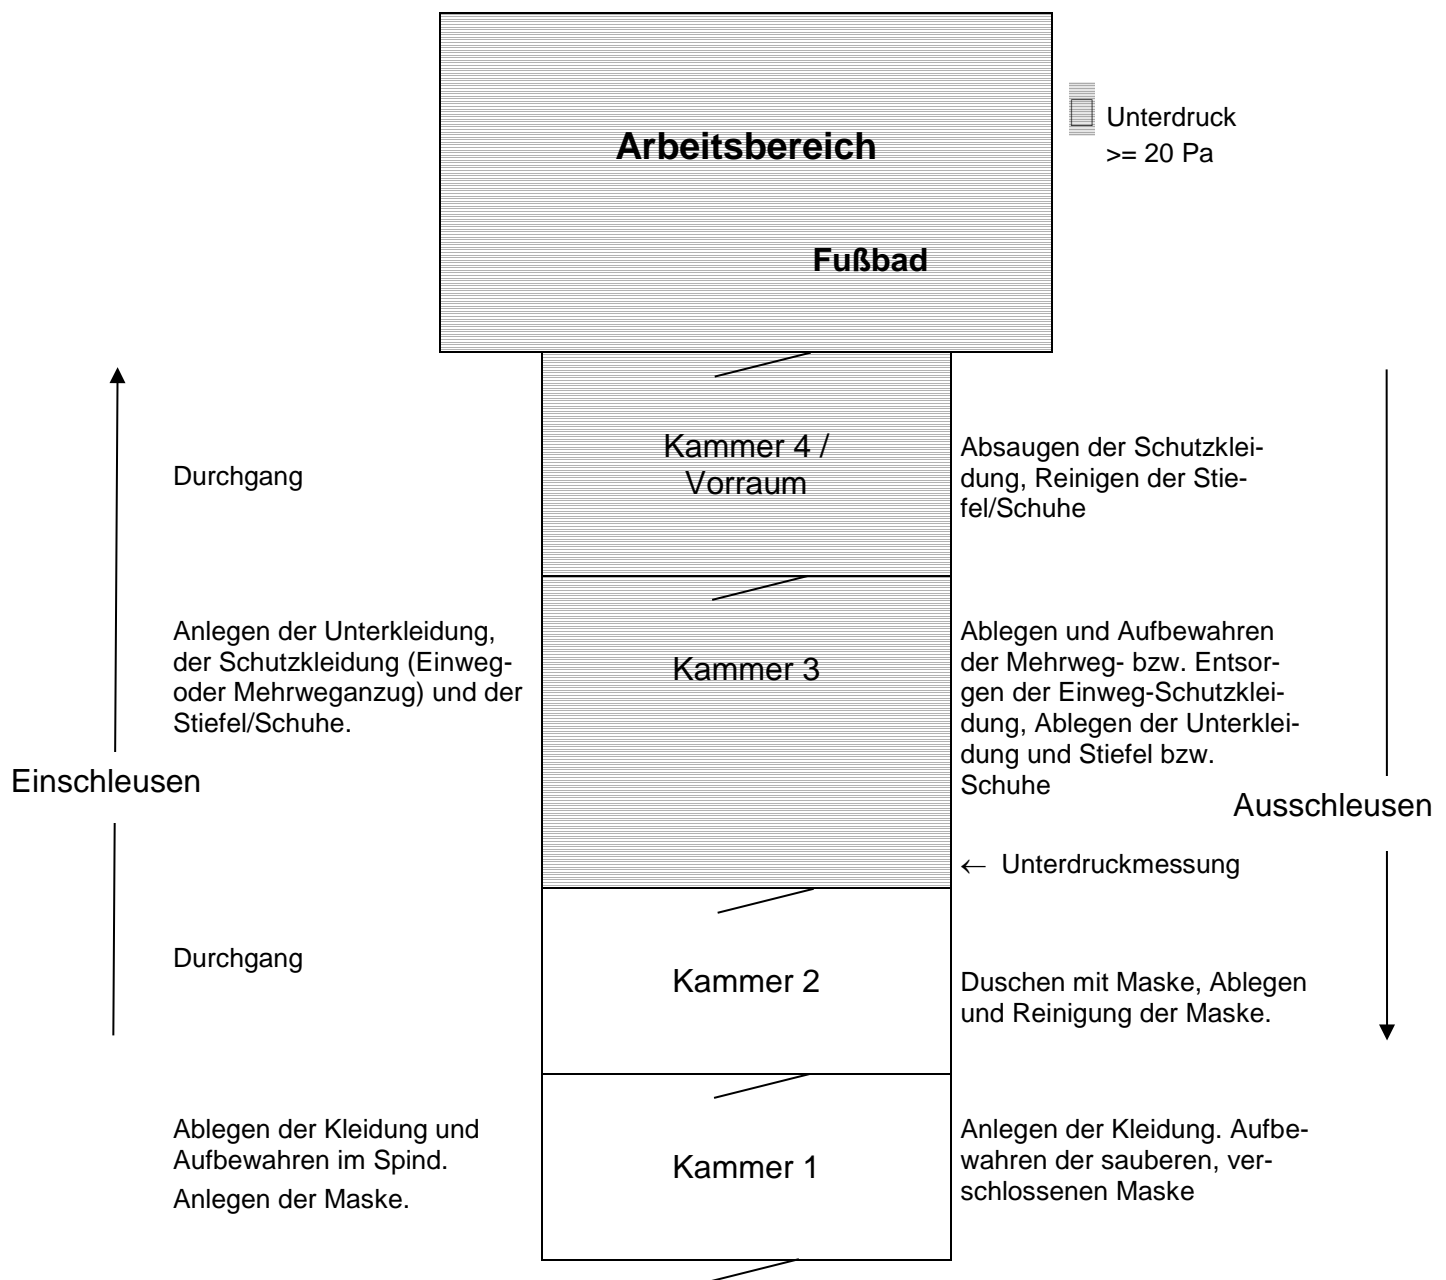 Arbeitsbereich
Unterdruck
>= 20 Pa
Fußbad
Durchgang
Kammer 4 /
Vorraum
Absaugen der Schutzklei-
dung, Reinigen der Stie-
fel/Schuhe
Anlegen der Unterkleidung,
der Schutzkleidung (Einweg-
oder Mehrweganzug) und der
Stiefel/Schuhe.
Kammer 3
Ablegen und Aufbewahren
der Mehrweg- bzw. Entsor-
gen der Einweg-Schutzklei-
dung, Ablegen der Unterklei-
dung und Stiefel bzw.
Schuhe
Einschleusen
Ausschleusen
← Unterdruckmessung
Durchgang
Kammer 2
Duschen mit Maske, Ablegen
und Reinigung der Maske.
Ablegen der Kleidung und
Aufbewahren im Spind.
Anlegen der Maske.
Kammer 1
Anlegen der Kleidung. Aufbe-
wahren der sauberen, ver-
schlossenen Maske